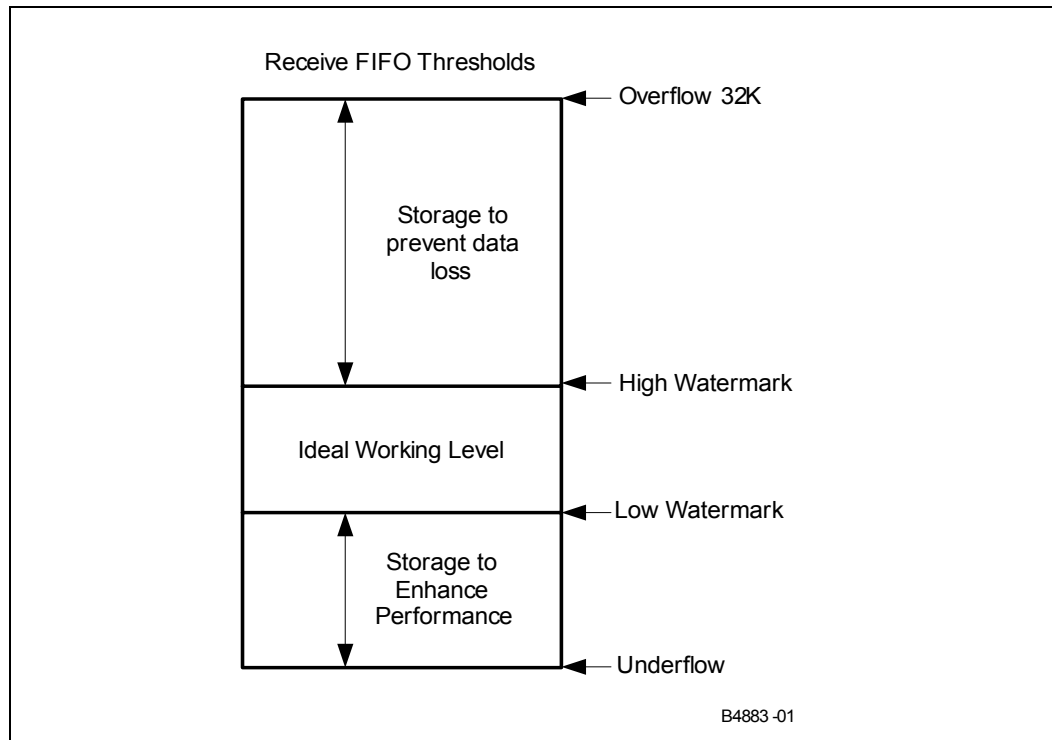 Receive FIFO Thresholds
Overflow 32K
Storage to
prevent data
loss
High Watermark
Ideal Working Level
Low Watermark
Storage to
Enhance
Performance
Underflow
B4883 -01